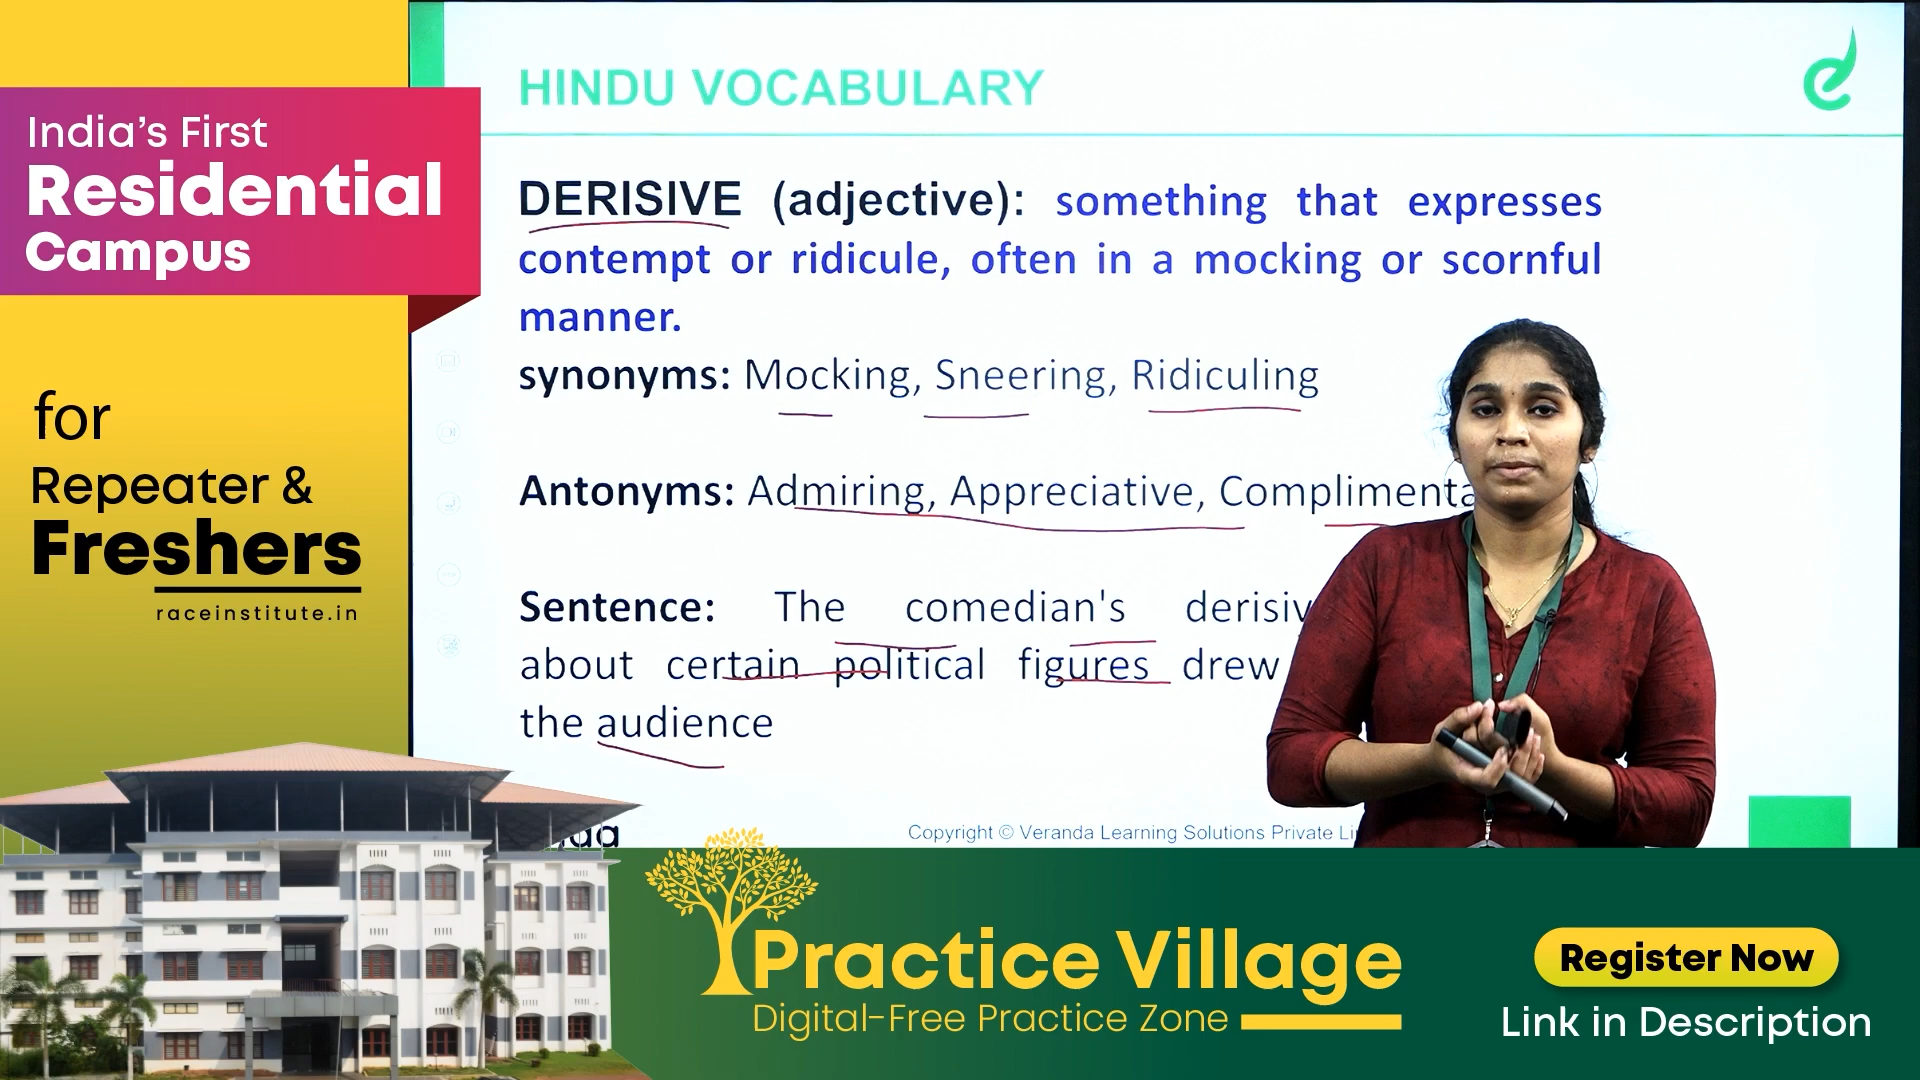 India's First
Residential
Campus
for
Repeater &
Freshers
raceinstitute.in
HINDU VOCABULARY
DERISIVE (adjective): something that expresses
contempt or ridicule, often in a mocking or scornful
manner.
synonyms: Mocking, Sneering, Ridiculing
Antonyms: Admiring, Appreciative,
Sentence: The comedian's
about certain political figures drew
the audience
Copyright © Veranda Learning Solutions Private
Practice Village
Digital-Free Practice Zone
Register Now
Link in Description